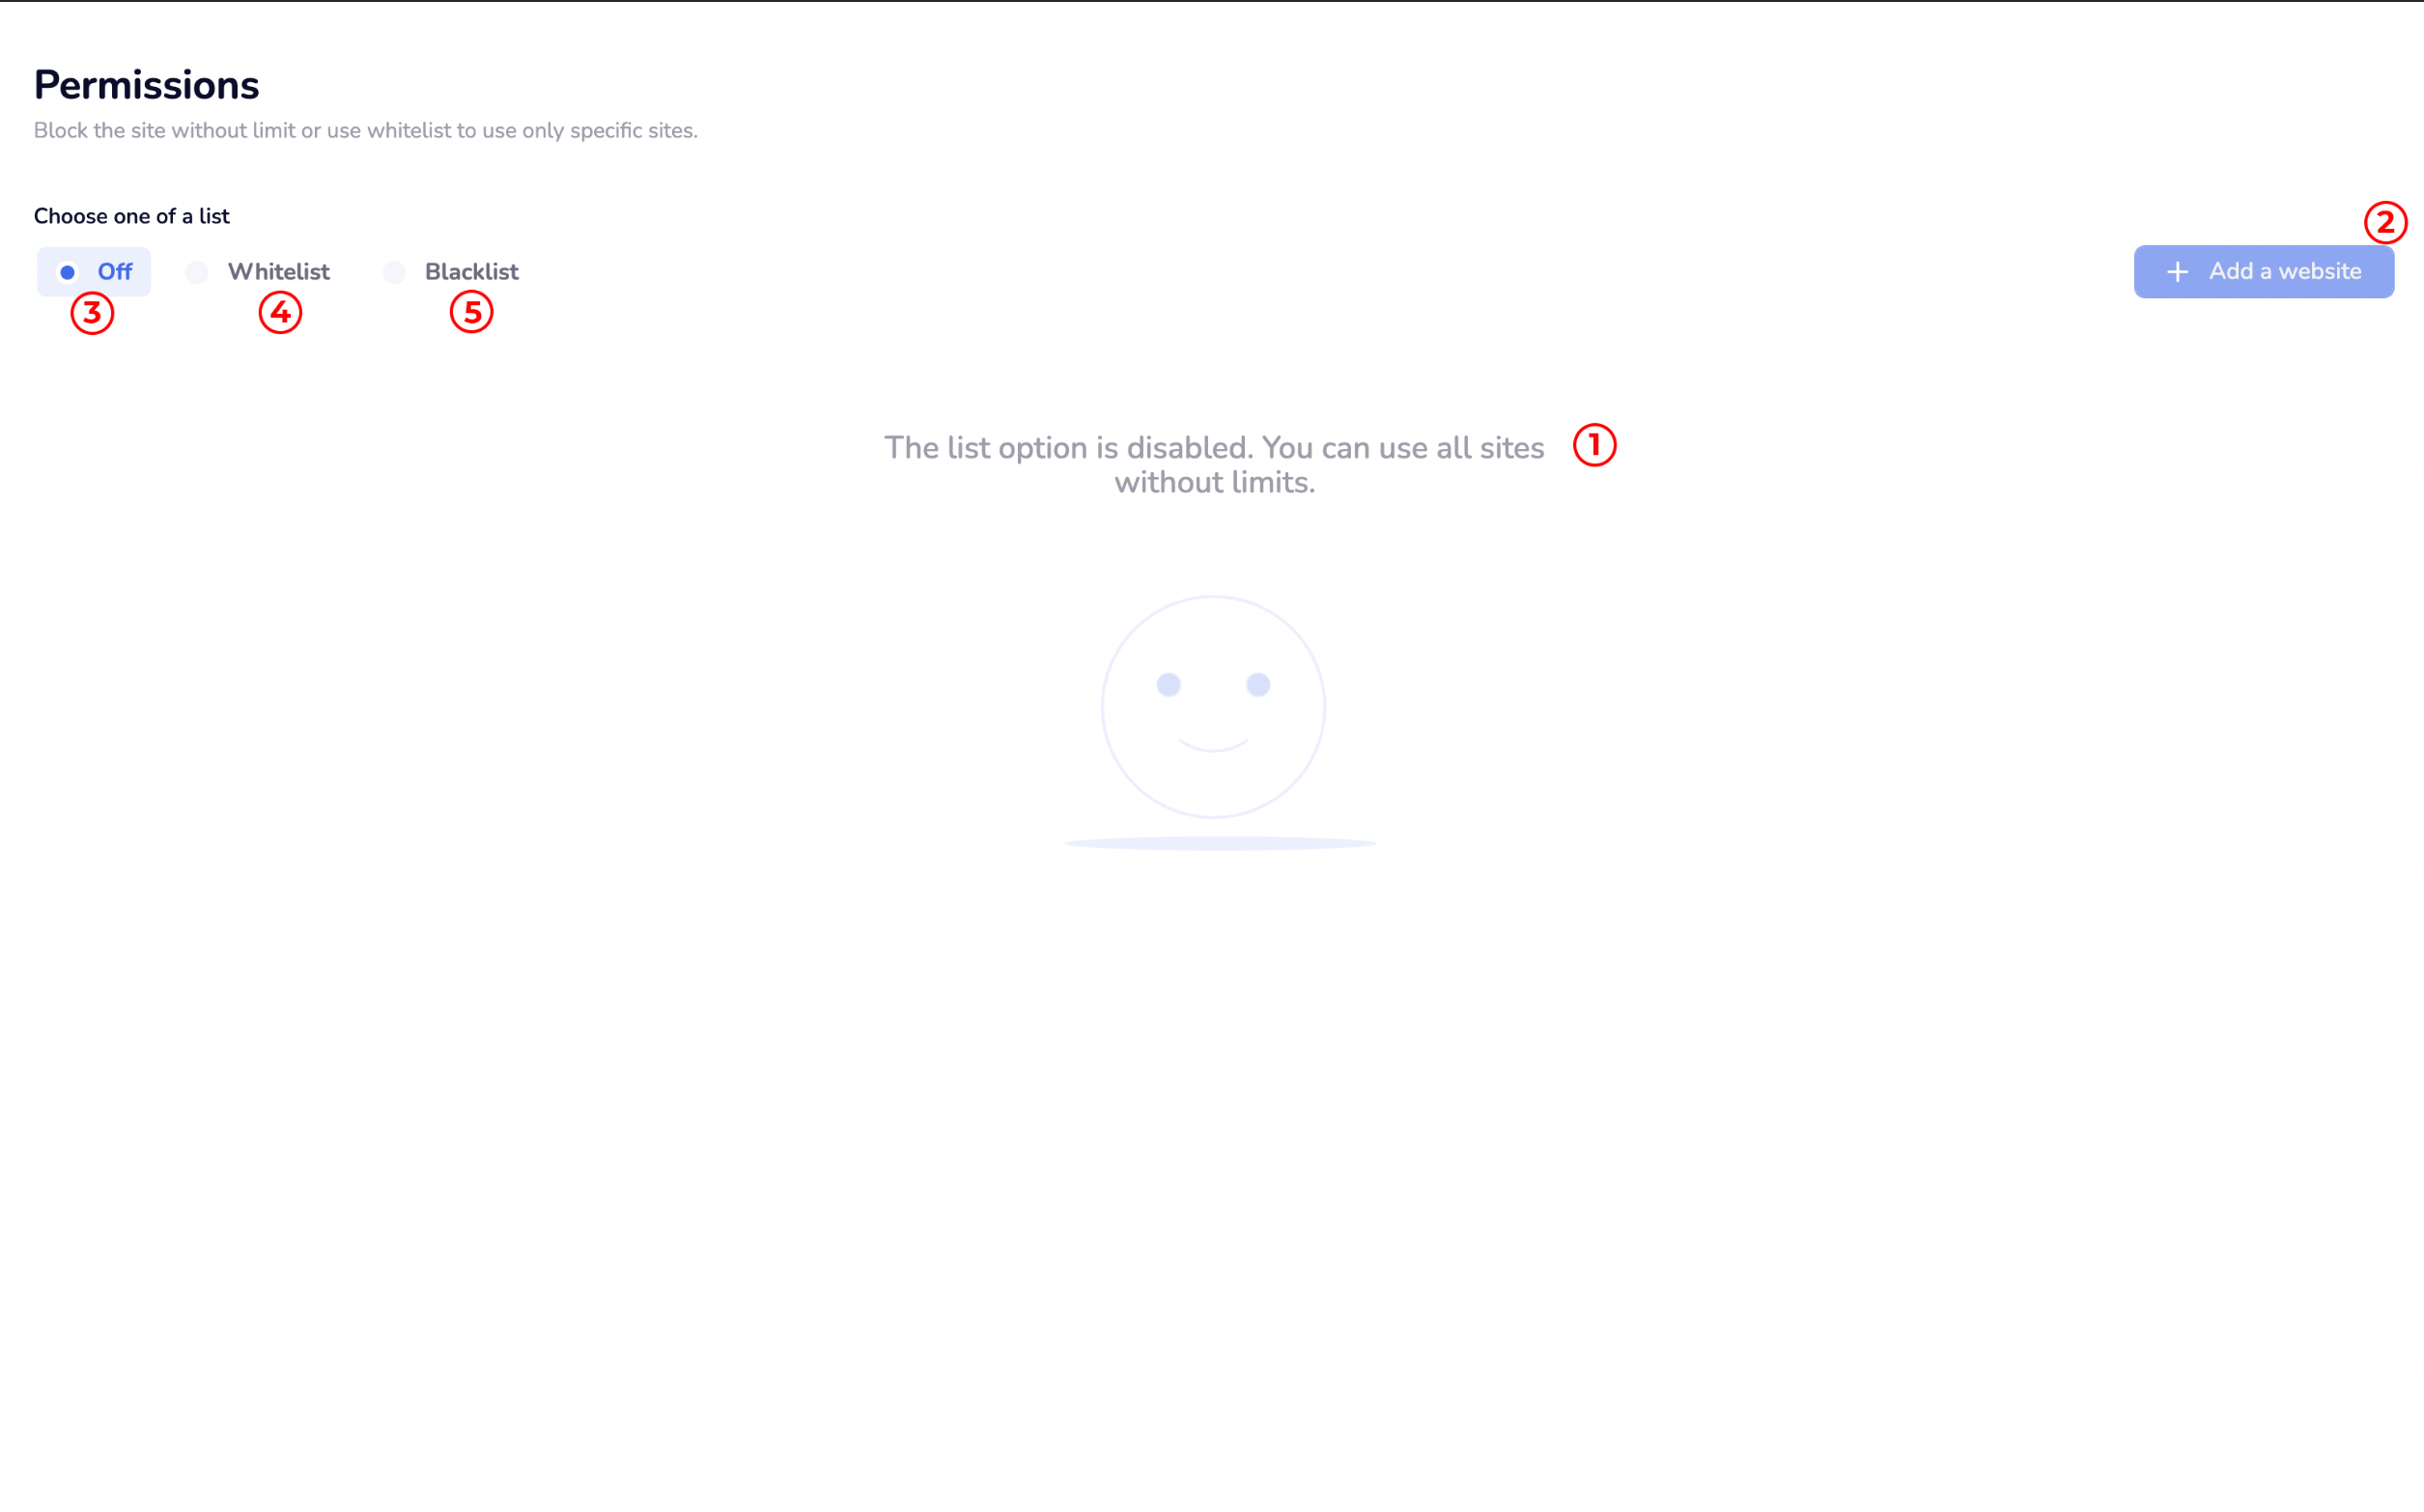 Permissions
Block the site without limit or use whitelist to use only specific sites.
Choose one of a list
2
Off Whitelist Blacklist + Add a website
3 4 5
The list option is disabled. You can use all sites 1
without limits.